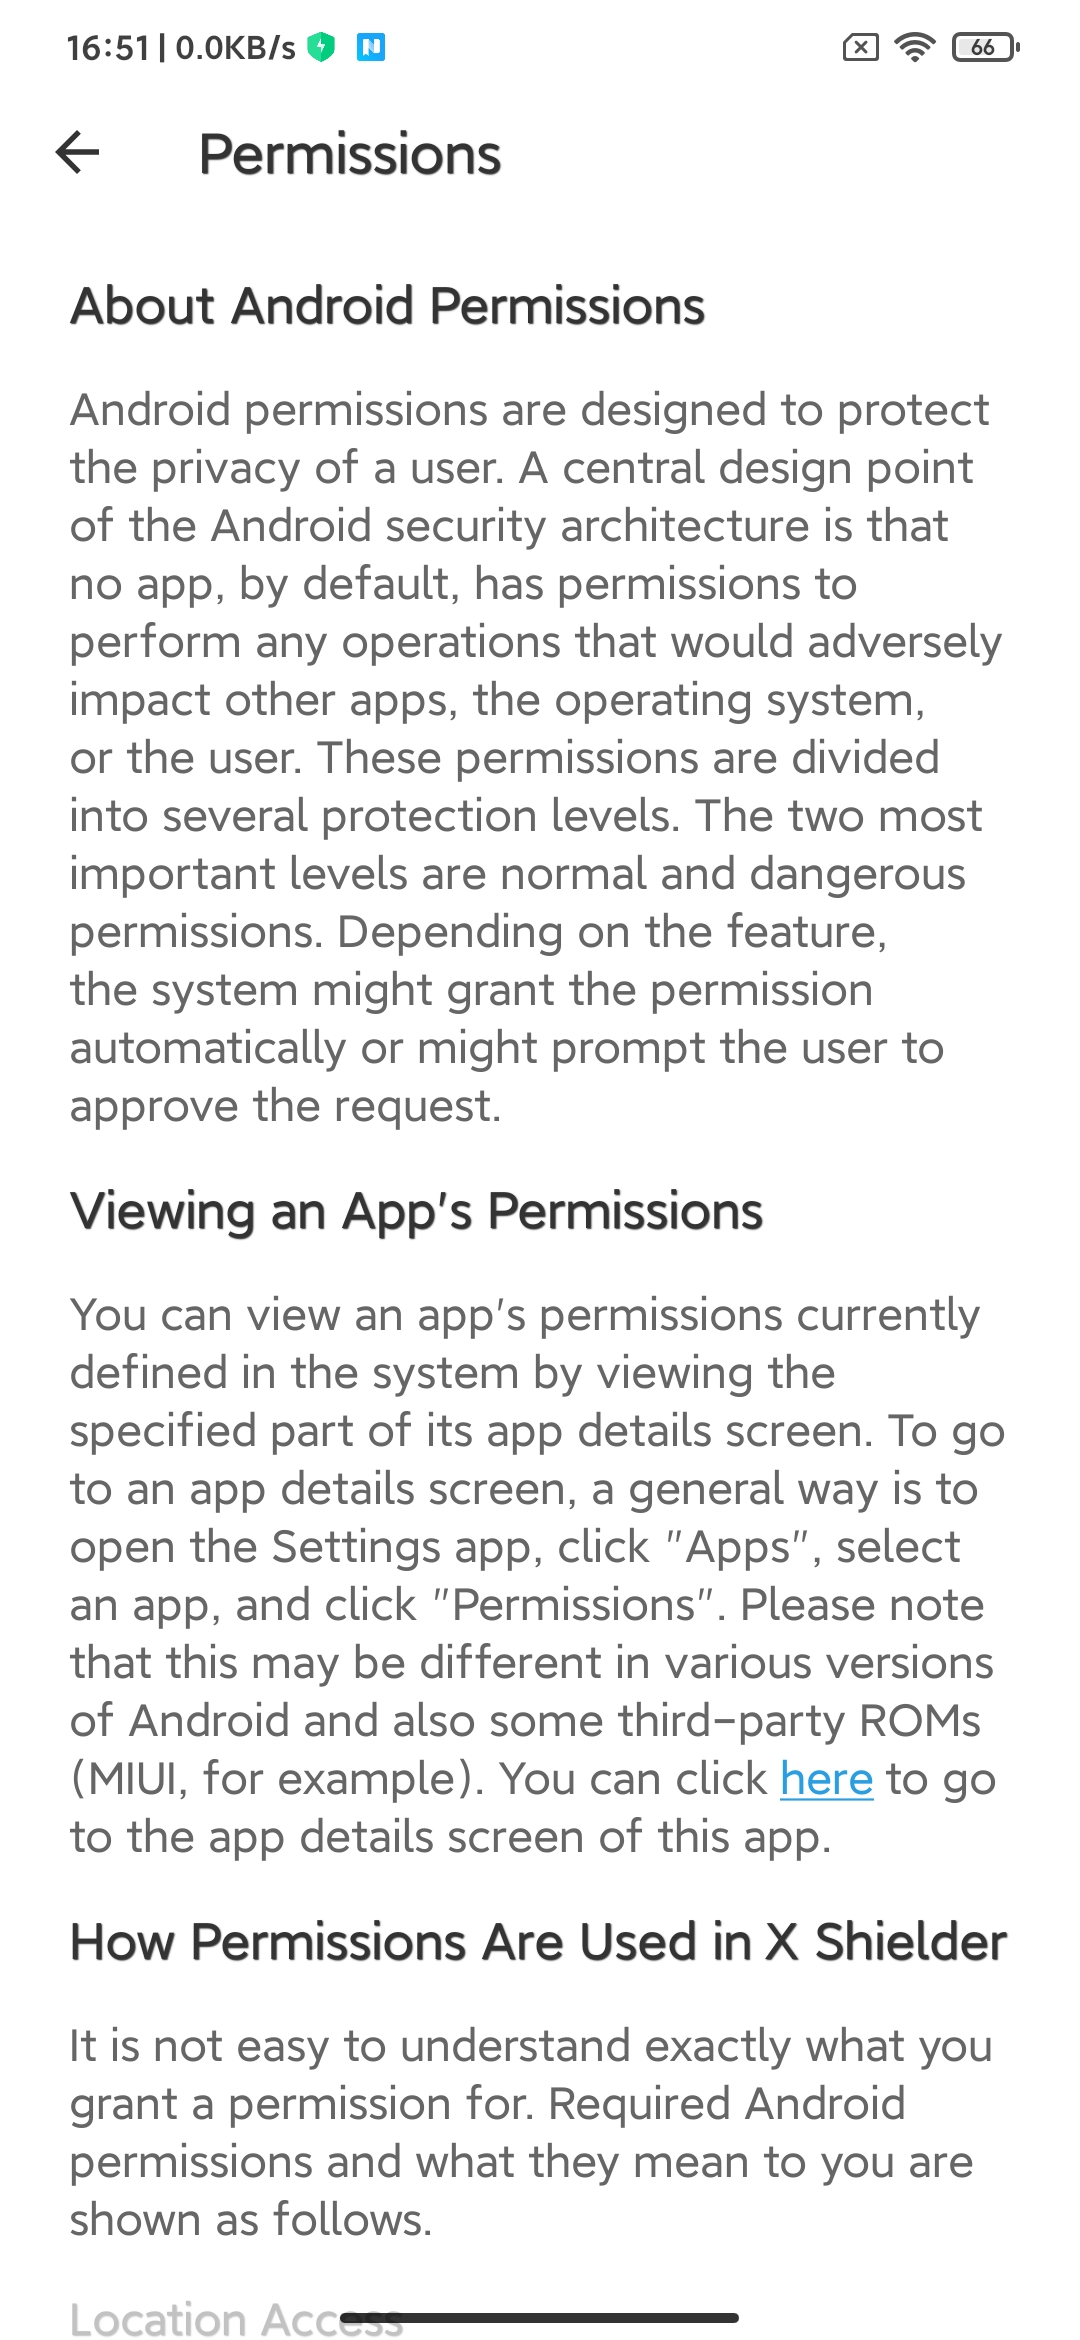 16:51 | 0.0KB/s
66
Permissions
About Android Permissions
Android permissions are designed to protect
the privacy of a user. A central design point
of the Android security architecture is that
no app, by default, has permissions to
perform any operations that would adversely
impact other apps, the operating system,
or the user. These permissions are divided
into several protection levels. The two most
important levels are normal and dangerous
permissions. Depending on the feature,
the system might grant the permission
automatically or might prompt the user to
approve the request.
Viewing an App's Permissions
You can view an app's permissions currently
defined in the system by viewing the
specified part of its app details screen. To go
to an app details screen, a general way is to
open the Settings app, click "Apps", select
an app, and click "Permissions". Please note
that this may be different in various versions
of Android and also some third-party ROMs
(MIUI, for example). You can click here to go
to the app details screen of this app.
How Permissions Are Used in X Shielder
It is not easy to understand exactly what you
grant a permission for. Required Android
permissions and what they mean to you are
shown as follows.
Location Access